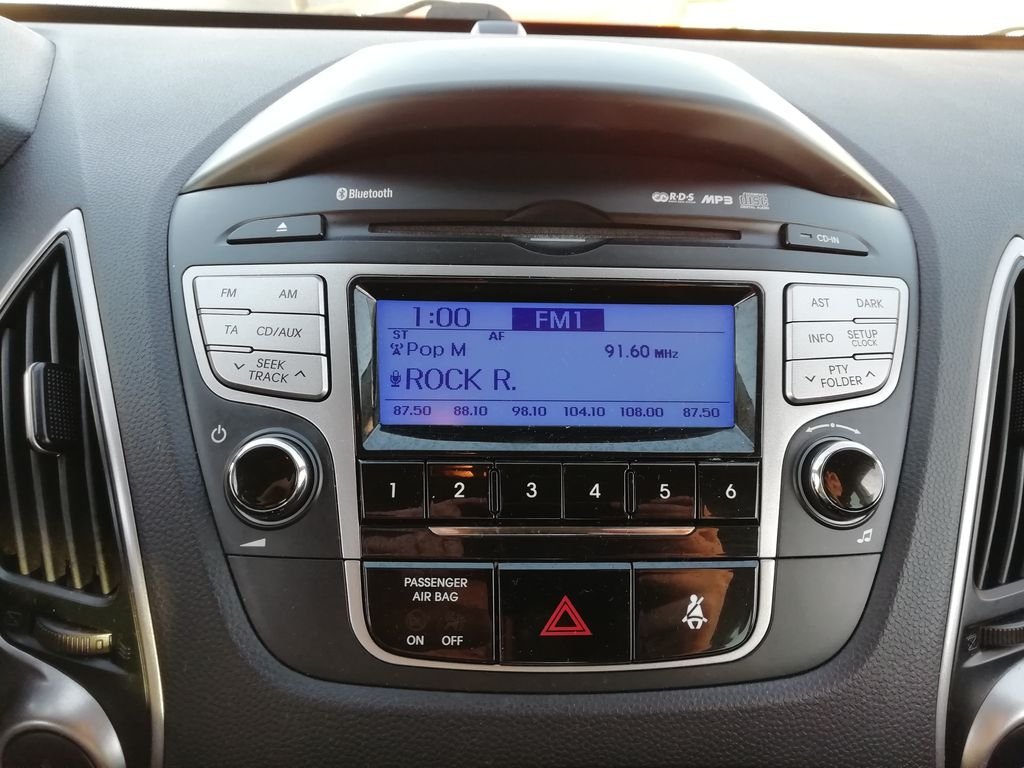 Bluetooth
R·D·S MP3 disc
CD-IN
FM AM
TA CD/AUX
SEEK
TRACK
1:00 FM1
ST AF
Pop M 91.60 MHz
ROCK R.
87.50 88.10 98.10 104.10 108.00 87.50
AST DARK
INFO SETUP
CLOCK
PTY
FOLDER
1 2 3 4 5 6
PASSENGER
AIR BAG
ON OFF